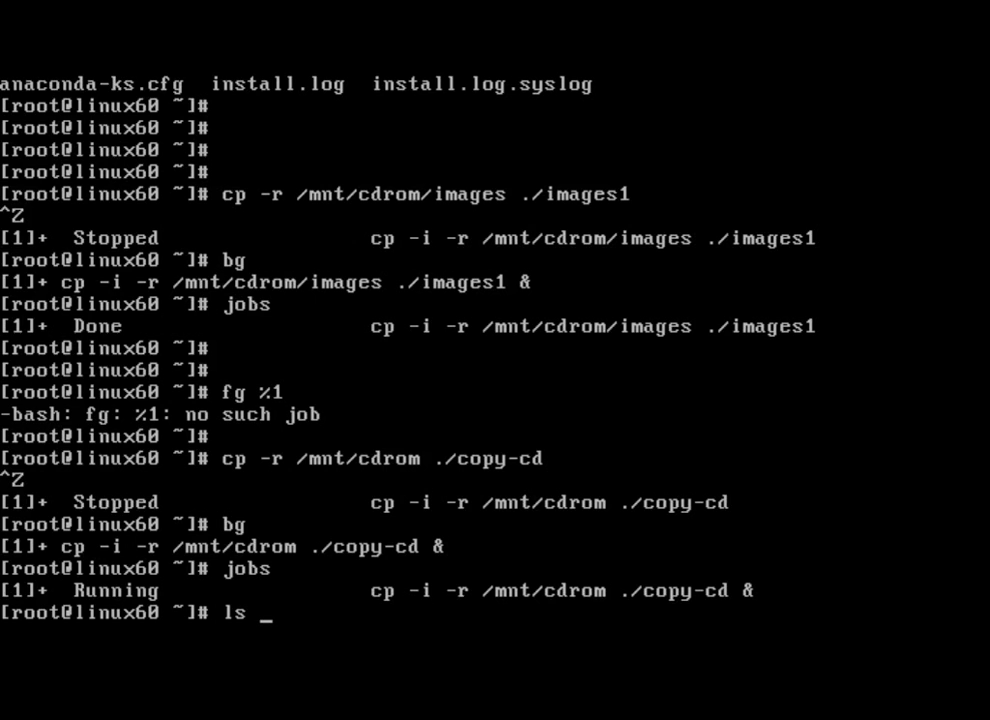 anaconda-ks.cfg  install.log  install.log.syslog
[root@linux60 ~]#
[root@linux60 ~]#
[root@linux60 ~]#
[root@linux60 ~]#
[root@linux60 ~]# cp -r /mnt/cdrom/images ./images1
^Z
[1]+  Stopped                 cp -i -r /mnt/cdrom/images ./images1
[root@linux60 ~]# bg
[1]+ cp -i -r /mnt/cdrom/images ./images1 &
[root@linux60 ~]# jobs
[1]+  Done                    cp -i -r /mnt/cdrom/images ./images1
[root@linux60 ~]#
[root@linux60 ~]#
[root@linux60 ~]# fg %1
-bash: fg: %1: no such job
[root@linux60 ~]#
[root@linux60 ~]# cp -r /mnt/cdrom ./copy-cd
^Z
[1]+  Stopped                 cp -i -r /mnt/cdrom ./copy-cd
[root@linux60 ~]# bg
[1]+ cp -i -r /mnt/cdrom ./copy-cd &
[root@linux60 ~]# jobs
[1]+  Running                 cp -i -r /mnt/cdrom ./copy-cd &
[root@linux60 ~]# ls _